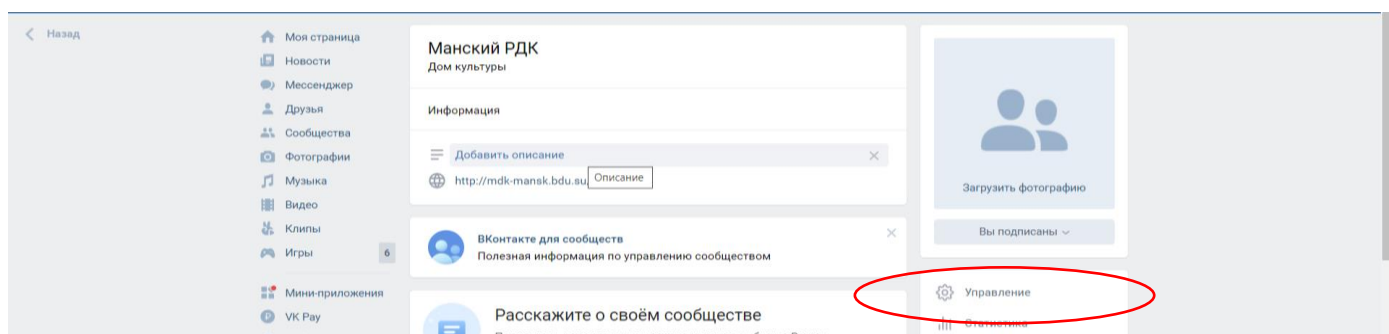 Назад
Моя страница
Новости
Мессенджер
Друзья
Сообщества
Фотографии
Музыка
Видео
Клипы
Игры 6
Мини-приложения
VK Pay
Манский РДК
Дом культуры
Информация
Добавить описание
http://mdk-mansk.bdu.su
Описание
ВКонтакте для сообществ
Полезная информация по управлению сообществом
Расскажите о своём сообществе
Загрузить фотографию
Вы подписаны
Управление
Статистика